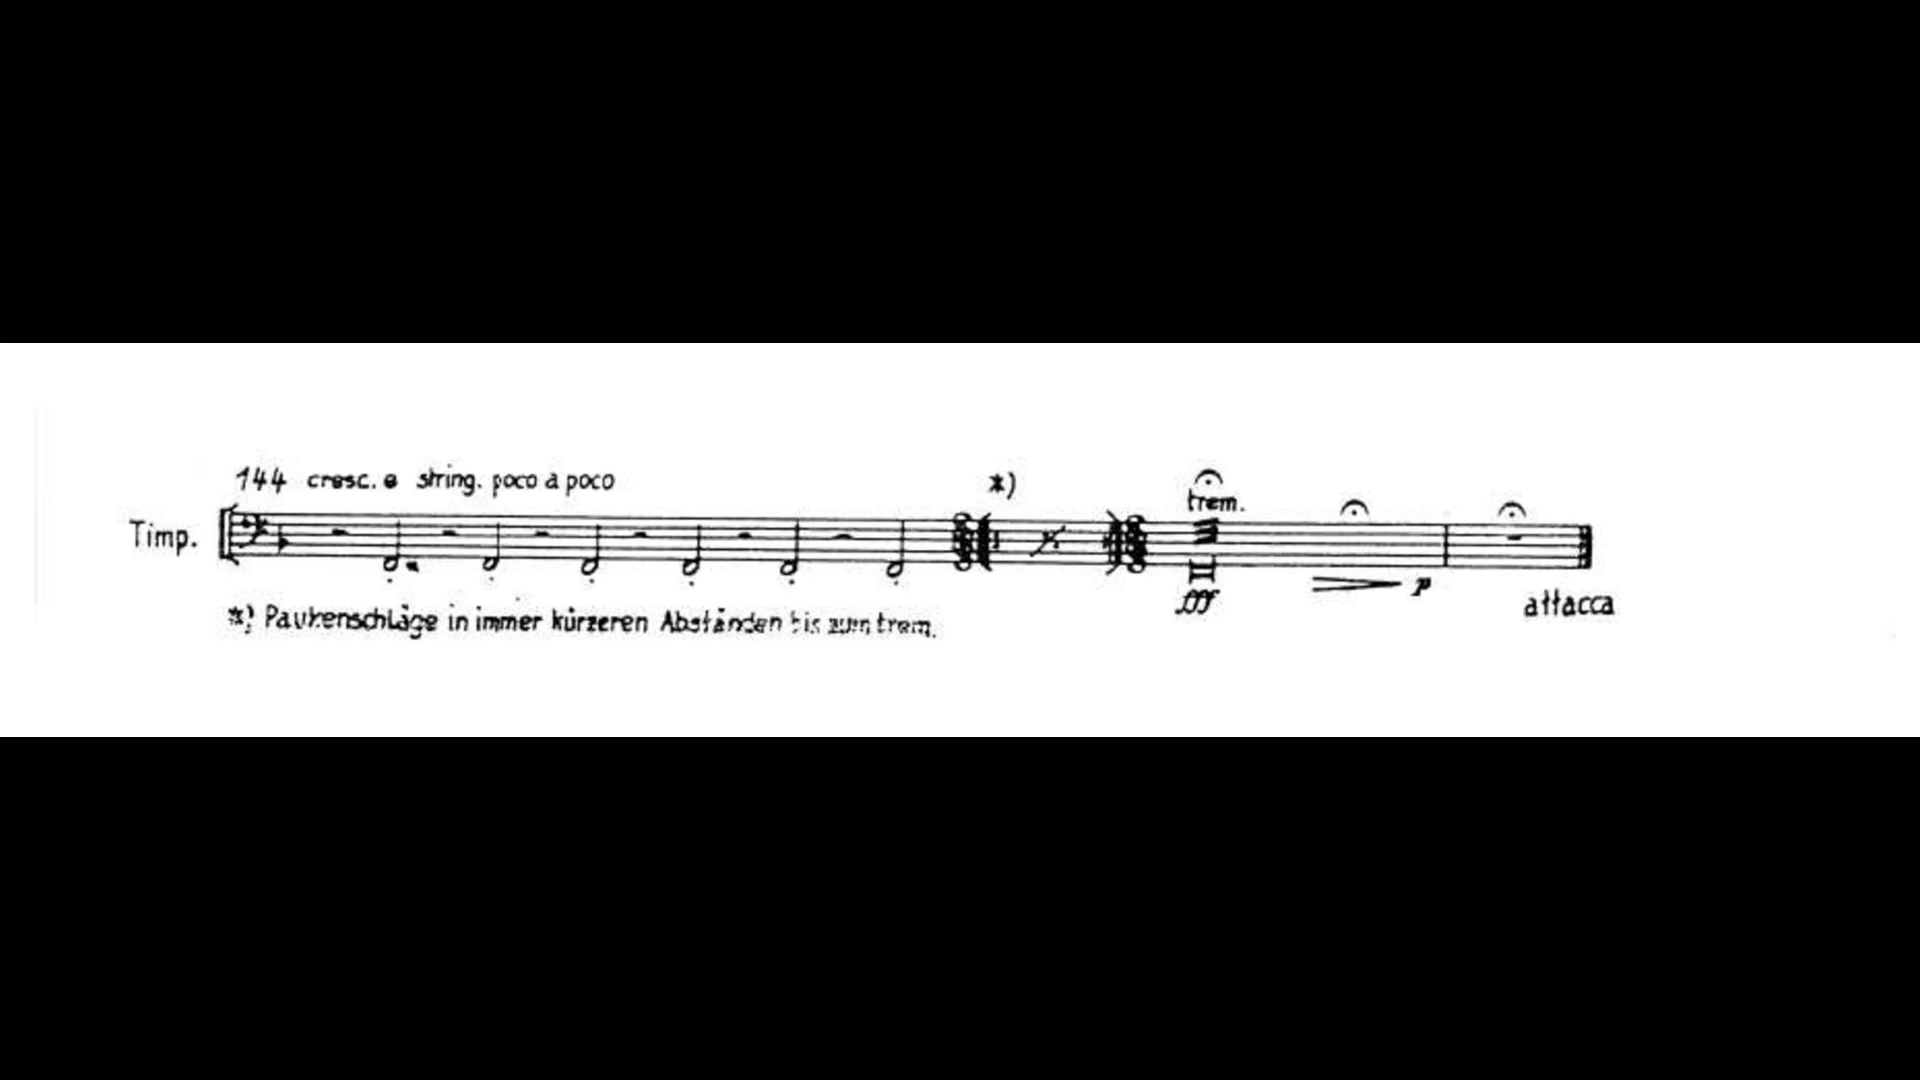 144 cresc. e string. poco a poco *) trem.
Timp.
fff p attacca
*) Paukenschläge in immer kürzeren Abständen bis zum trem.